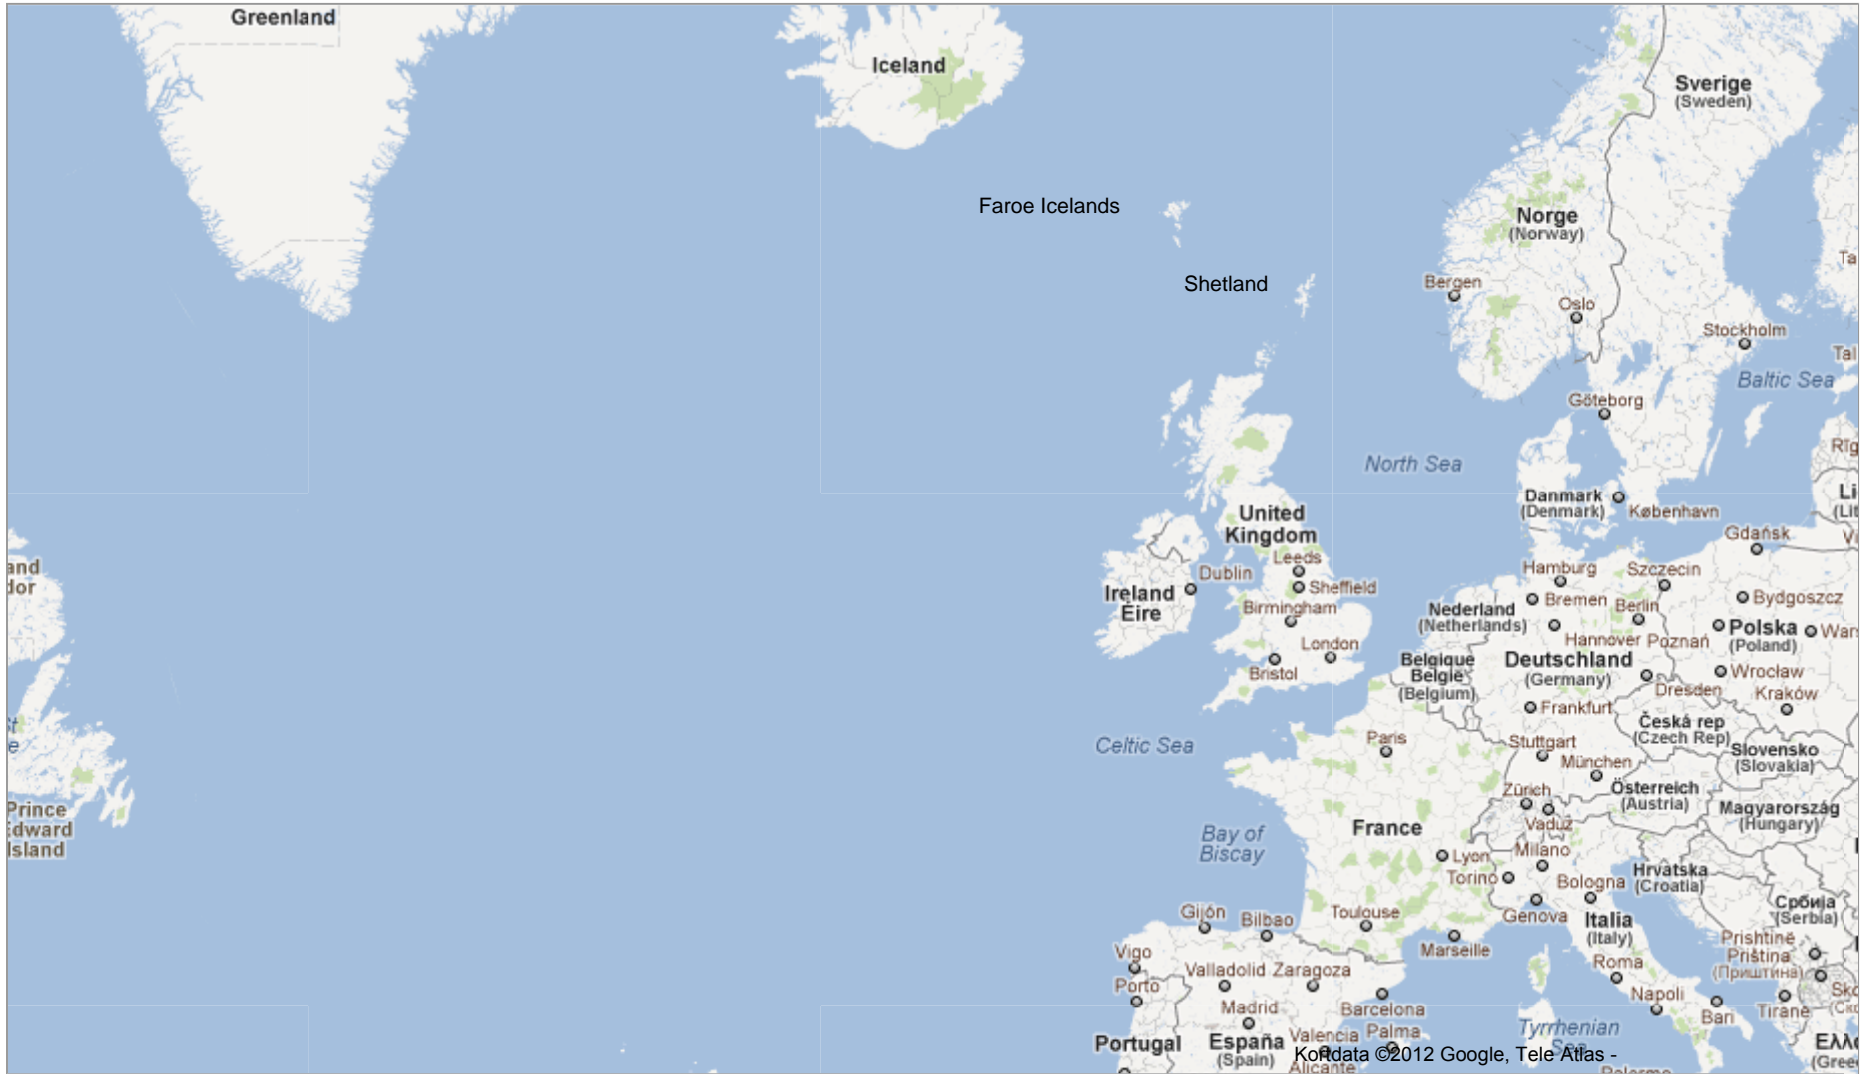 Greenland
Iceland
Sverige
(Sweden)
Faroe Icelands
Norge
(Norway)
Shetland
Bergen
Oslo
Stockholm
Baltic Sea
Göteborg
North Sea
Danmark
(Denmark)
København
Gdańsk
United
Kingdom
Leeds
Sheffield
Birmingham
London
Bristol
Dublin
Ireland
Éire
Hamburg
Szczecin
Bremen
Berlin
Bydgoszcz
Nederland
(Netherlands)
Hannover
Poznań
Polska
(Poland)
Belgique
België
(Belgium)
Deutschland
(Germany)
Wrocław
Dresden
Kraków
Frankfurt
Česká rep
(Czech Rep)
Slovensko
(Slovakia)
Celtic Sea
Paris
Stuttgart
München
Zürich
Österreich
(Austria)
Vaduz
Magyarország
(Hungary)
Prince
Edward
Island
Bay of
Biscay
France
Lyon
Milano
Torino
Bologna
Hrvatska
(Croatia)
Genova
Србија
(Serbia)
Gijón
Bilbao
Toulouse
Marseille
Italia
(Italy)
Prishtinë
Priština
(Приштина)
Vigo
Valladolid
Zaragoza
Roma
Porto
Barcelona
Napoli
Bari
Tiranë
Madrid
Portugal
España
(Spain)
Valencia
Palma
Tyrrhenian
Sea
Alicante
Kortdata ©2012 Google, Tele Atlas -